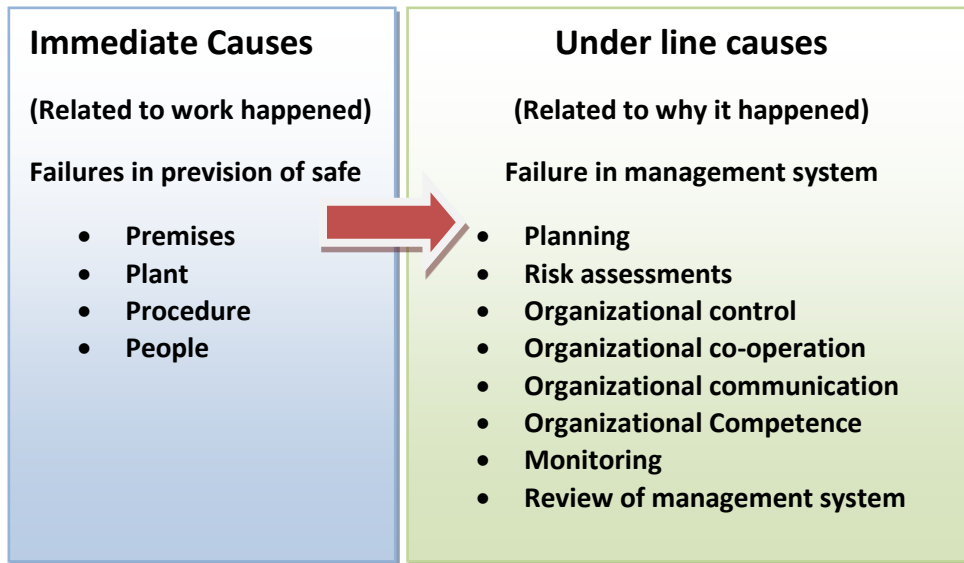 Immediate Causes
(Related to work happened)
Failures in prevision of safe
• Premises
• Plant
• Procedure
• People
Under line causes
(Related to why it happened)
Failure in management system
• Planning
• Risk assessments
• Organizational control
• Organizational co-operation
• Organizational communication
• Organizational Competence
• Monitoring
• Review of management system